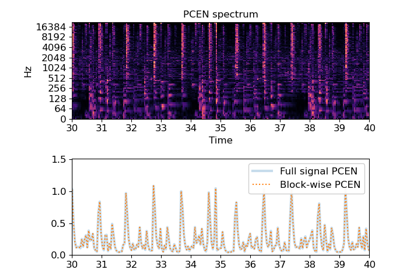 PCEN spectrum
16384
8192
4096
2048
1024
512
256
128
64
0
Hz
30 31 32 33 34 35 36 37 38 39 40
Time
1.5
1.0
0.5
0.0
Full signal PCEN
Block-wise PCEN
30 31 32 33 34 35 36 37 38 39 40